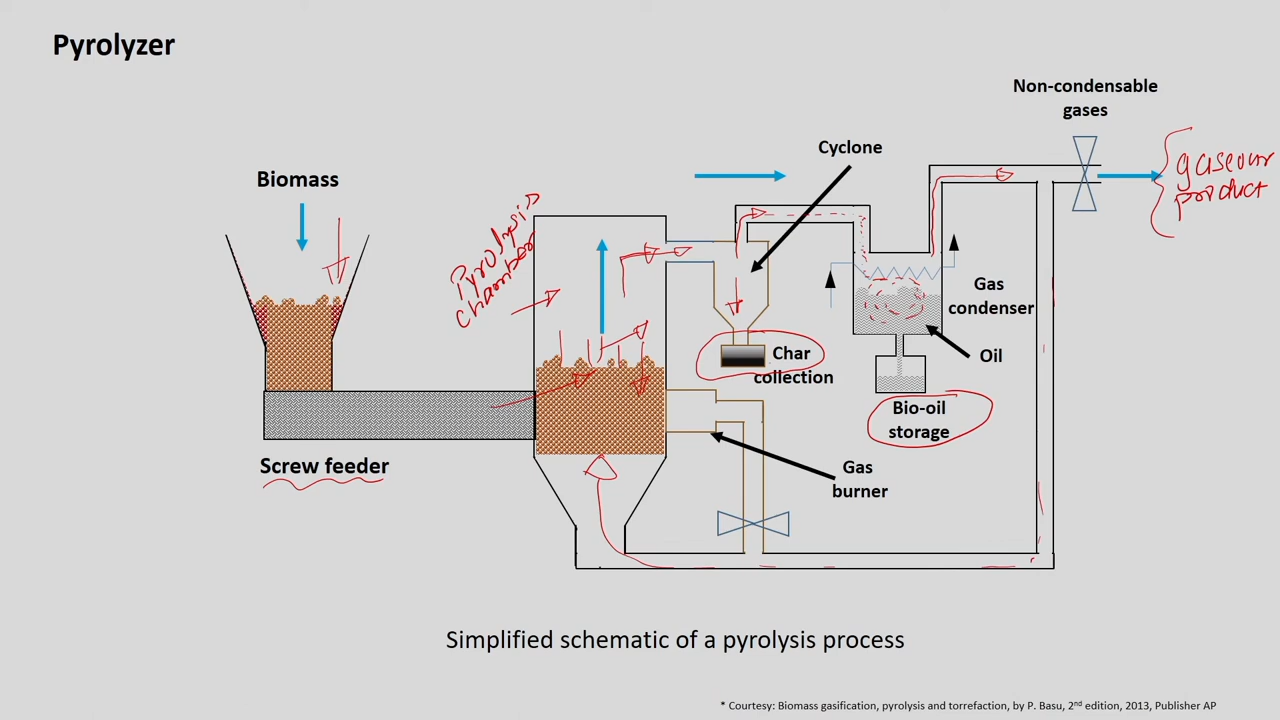 Pyrolyzer
Non-condensable
gases
Cyclone
gaseour
product
Biomass
Pyrolysis
chamber
Gas
condenser
Char
collection
Oil
Bio-oil
storage
Screw feeder
Gas
burner
Simplified schematic of a pyrolysis process
* Courtesy: Biomass gasification, pyrolysis and torrefaction, by P. Basu, 2nd edition, 2013, Publisher AP